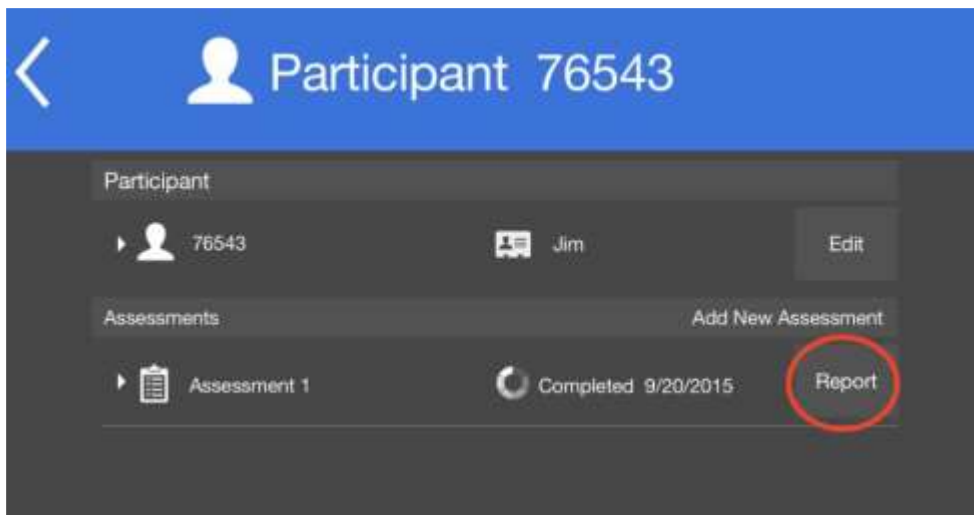 Participant 76543
Participant
76543 Jim Edit
Assessments Add New Assessment
Assessment 1 Completed 9/20/2015 Report